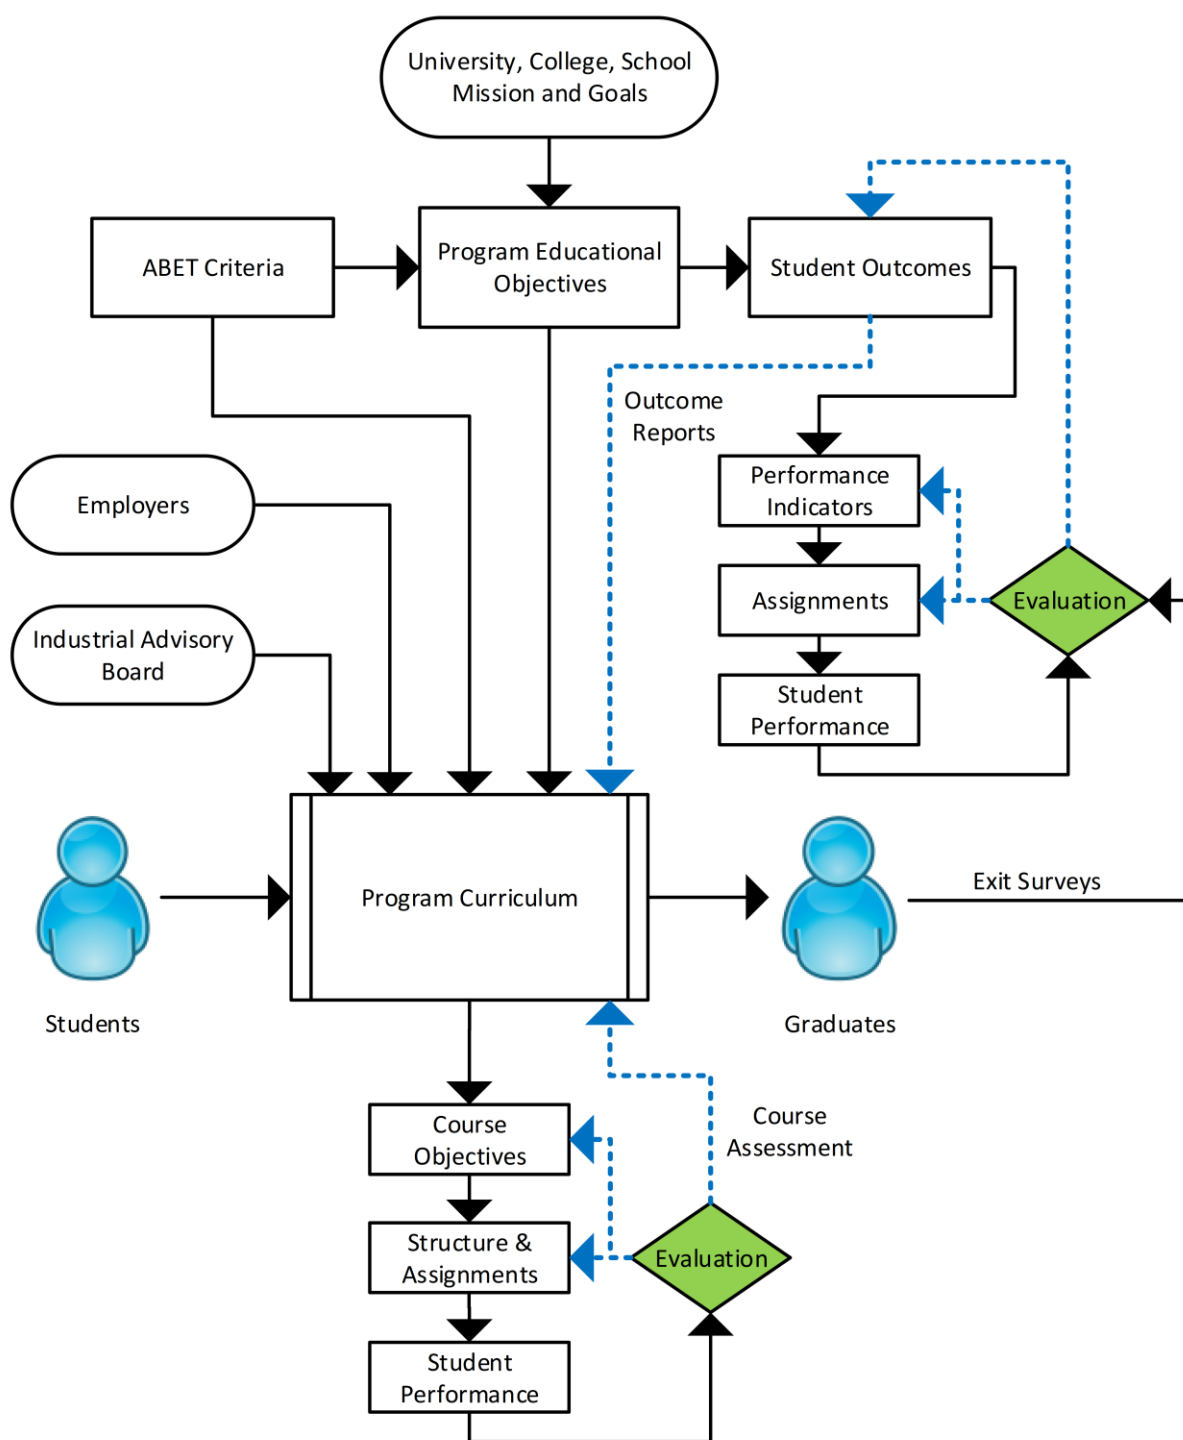 University, College, School
Mission and Goals
ABET Criteria
Program Educational
Objectives
Student Outcomes
Outcome
Reports
Performance
Indicators
Employers
Assignments
Evaluation
Industrial Advisory
Board
Student
Performance
Program Curriculum
Exit Surveys
Students
Graduates
Course
Objectives
Course
Assessment
Structure &
Assignments
Evaluation
Student
Performance